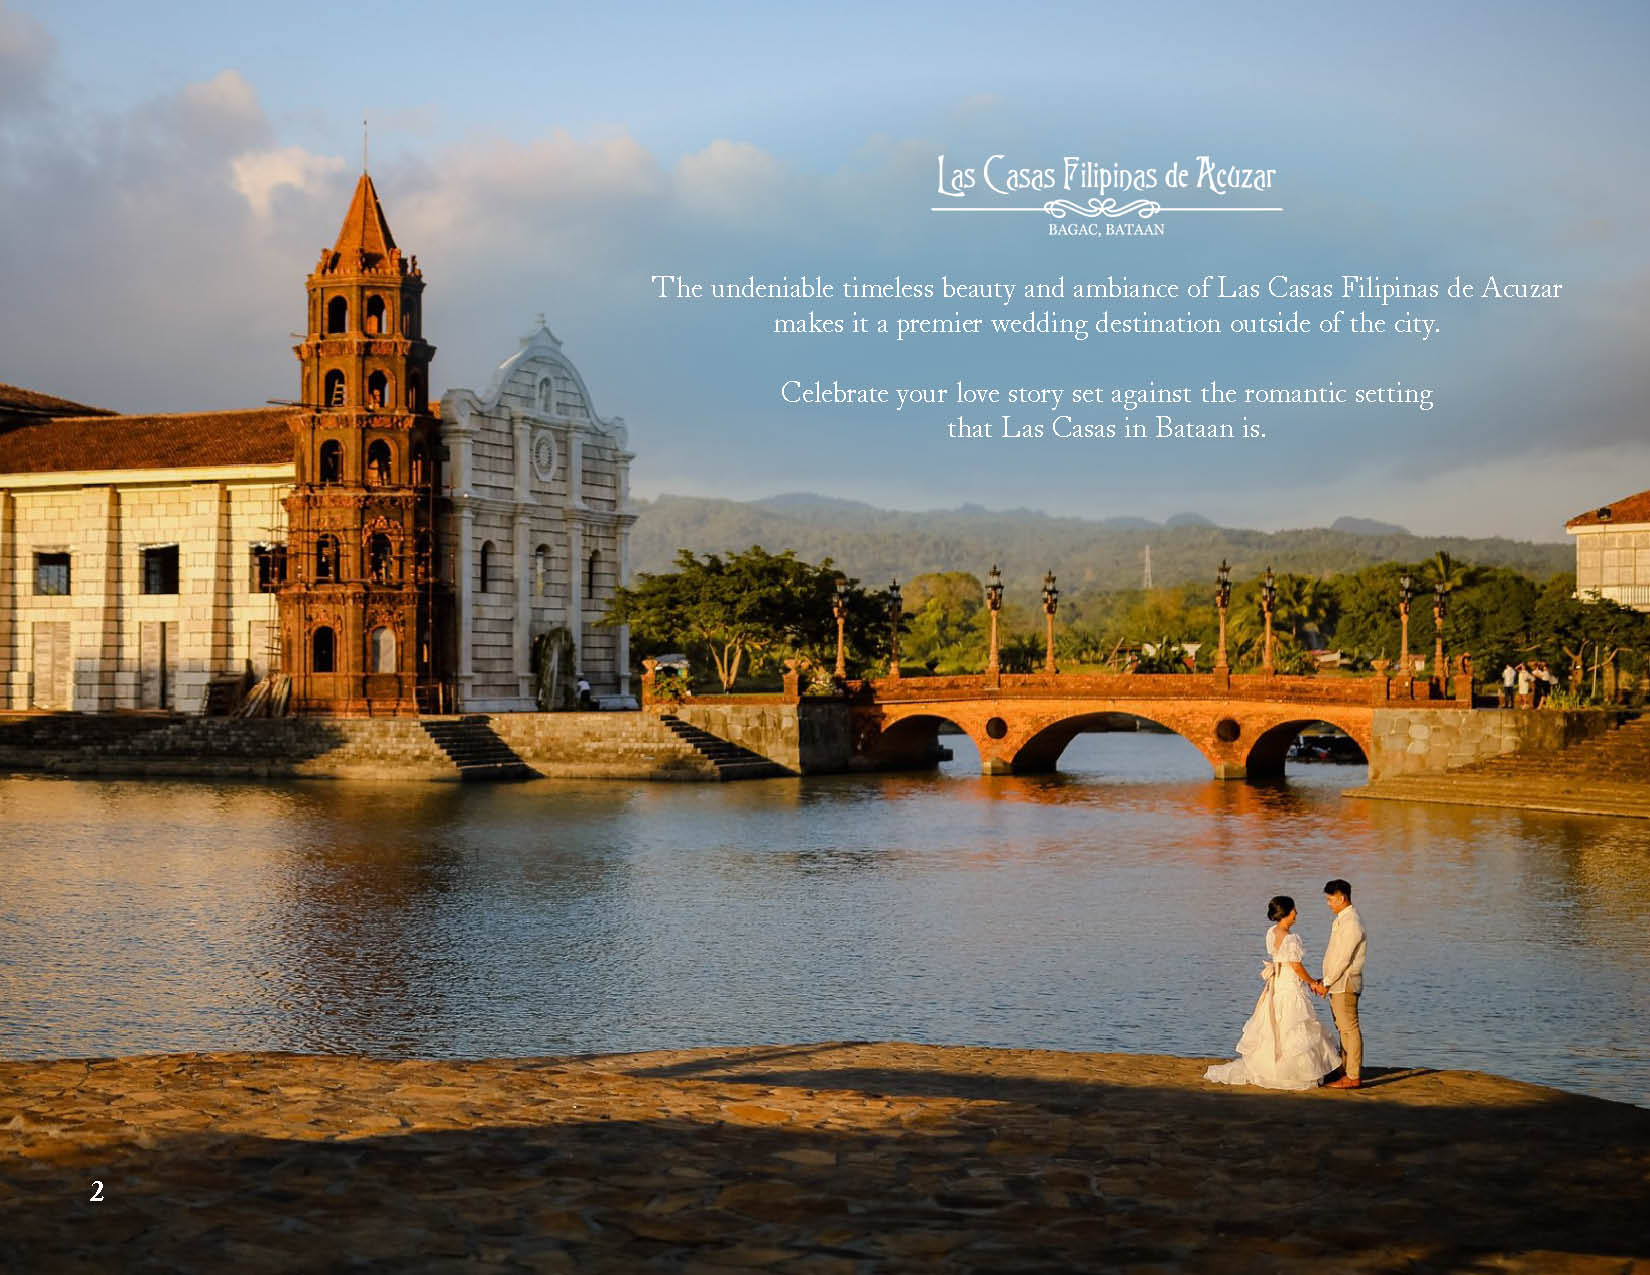 Las Casas Filipinas de Acuzar
BAGAC, BATAAN
The undeniable timeless beauty and ambiance of Las Casas Filipinas de Acuzar
makes it a premier wedding destination outside of the city.
Celebrate your love story set against the romantic setting
that Las Casas in Bataan is.
2